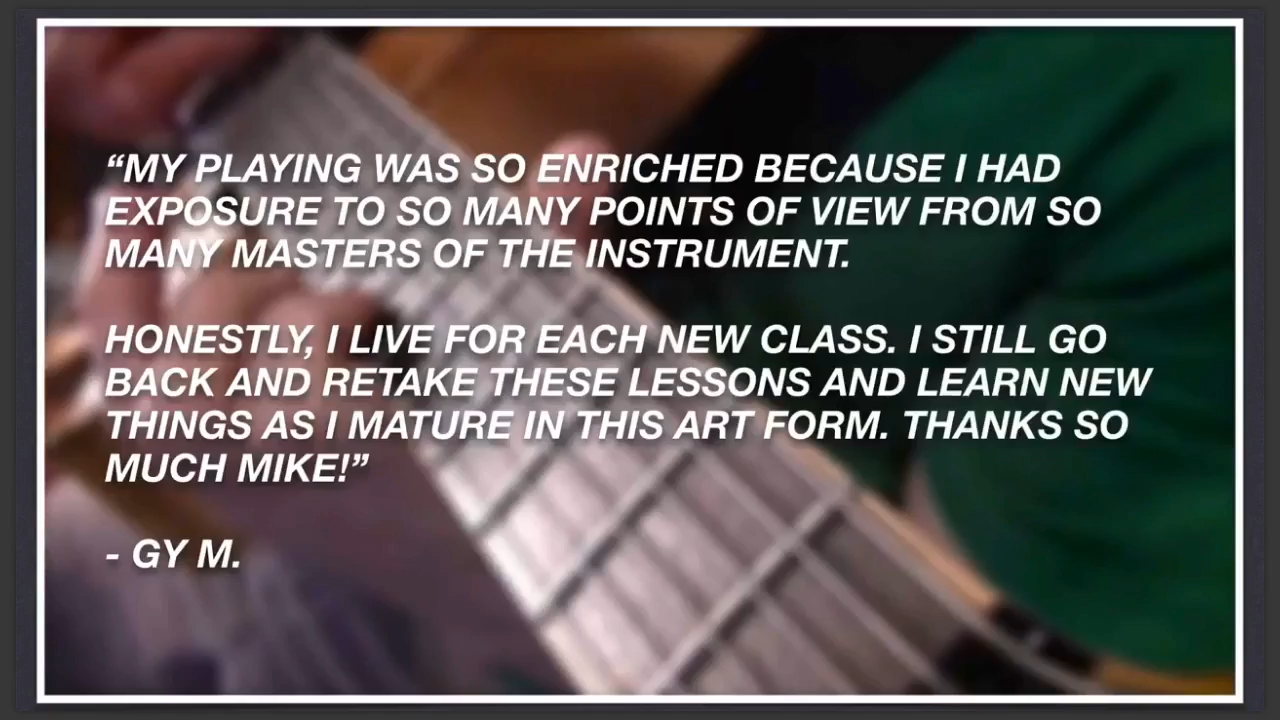 “MY PLAYING WAS SO ENRICHED BECAUSE I HAD
EXPOSURE TO SO MANY POINTS OF VIEW FROM SO
MANY MASTERS OF THE INSTRUMENT.
HONESTLY, I LIVE FOR EACH NEW CLASS. I STILL GO
BACK AND RETAKE THESE LESSONS AND LEARN NEW
THINGS AS I MATURE IN THIS ART FORM. THANKS SO
MUCH MIKE!”
- GY M.